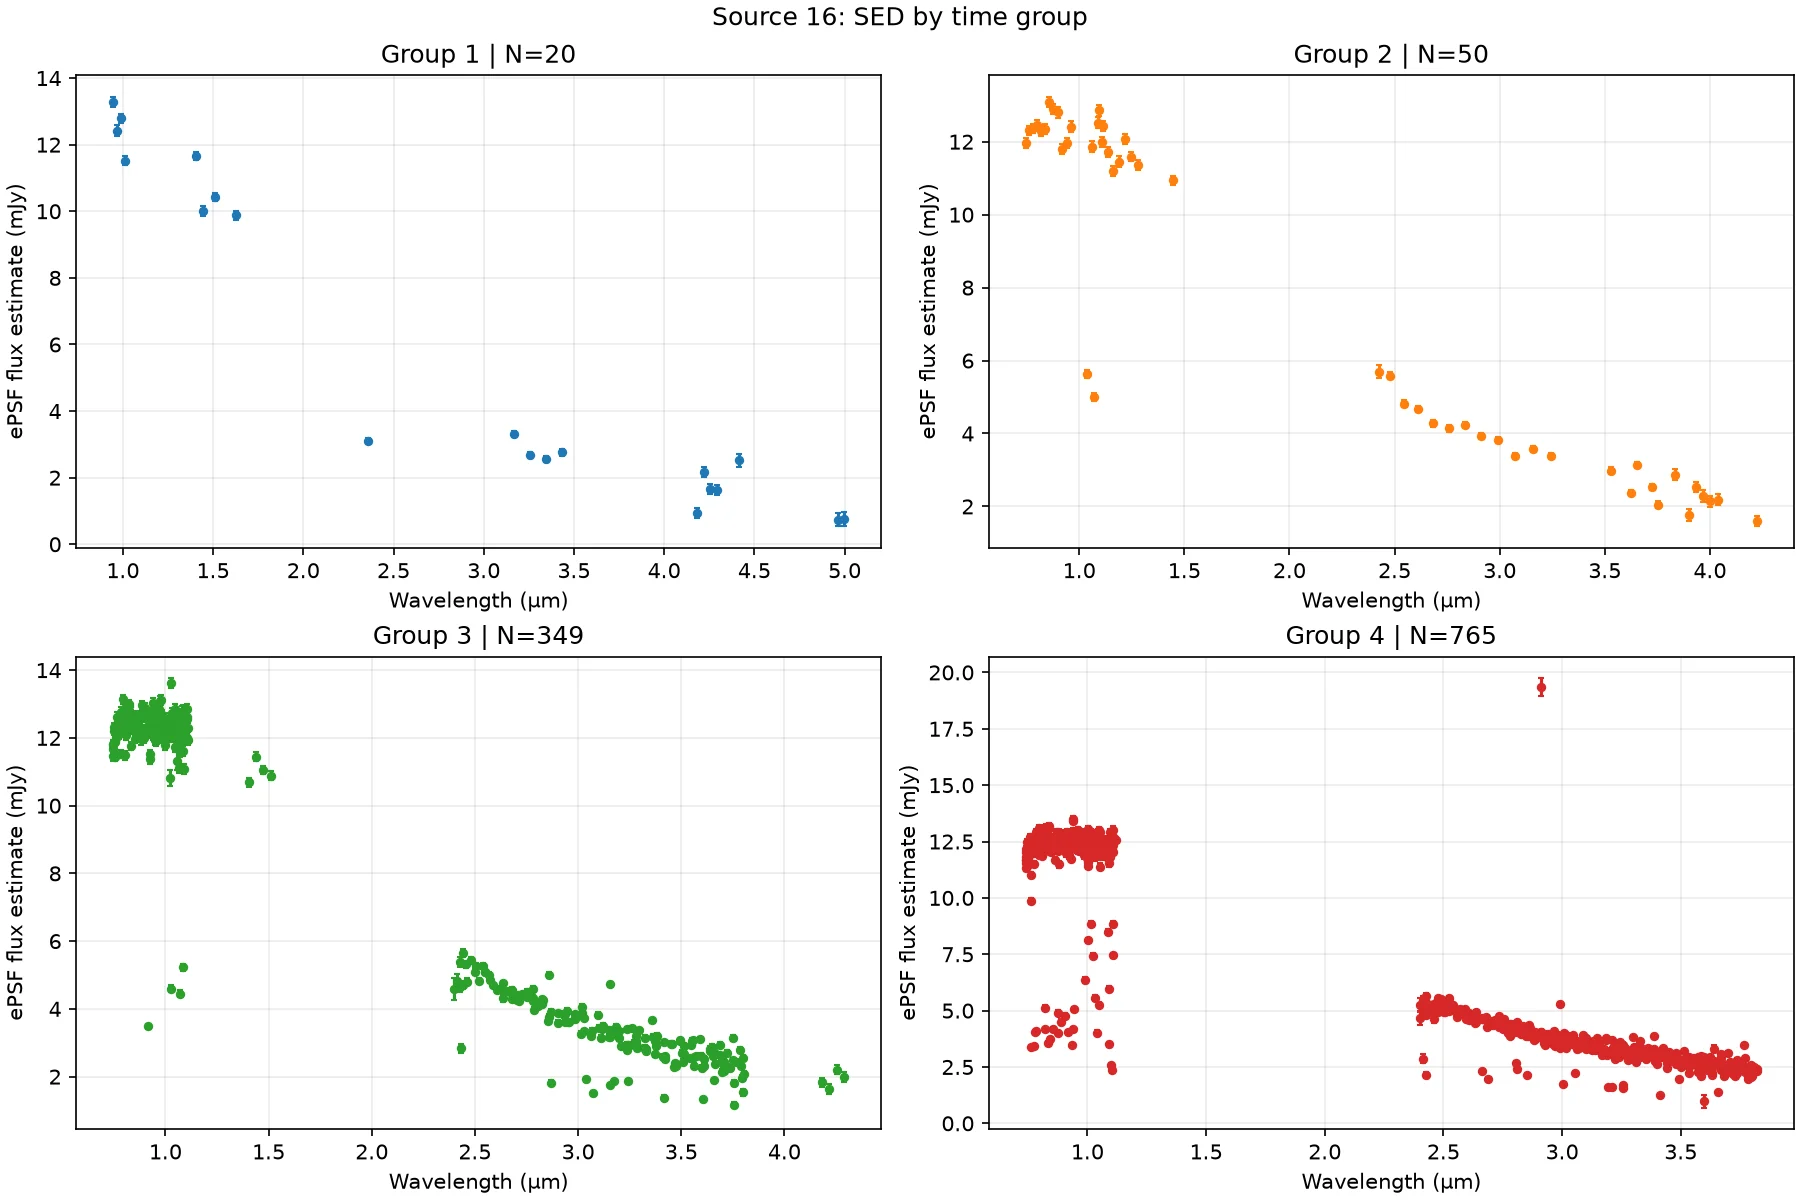 Source 16: SED by time group
Group 1 | N=20
14
12
10
8
6
4
2
0
ePSF flux estimate (mJy)
1.0 1.5 2.0 2.5 3.0 3.5 4.0 4.5 5.0
Wavelength (μm)
Group 2 | N=50
12
10
8
6
4
2
ePSF flux estimate (mJy)
1.0 1.5 2.0 2.5 3.0 3.5 4.0
Wavelength (μm)
Group 3 | N=349
14
12
10
8
6
4
2
ePSF flux estimate (mJy)
1.0 1.5 2.0 2.5 3.0 3.5 4.0
Wavelength (μm)
Group 4 | N=765
20.0
17.5
15.0
12.5
10.0
7.5
5.0
2.5
0.0
ePSF flux estimate (mJy)
1.0 1.5 2.0 2.5 3.0 3.5
Wavelength (μm)